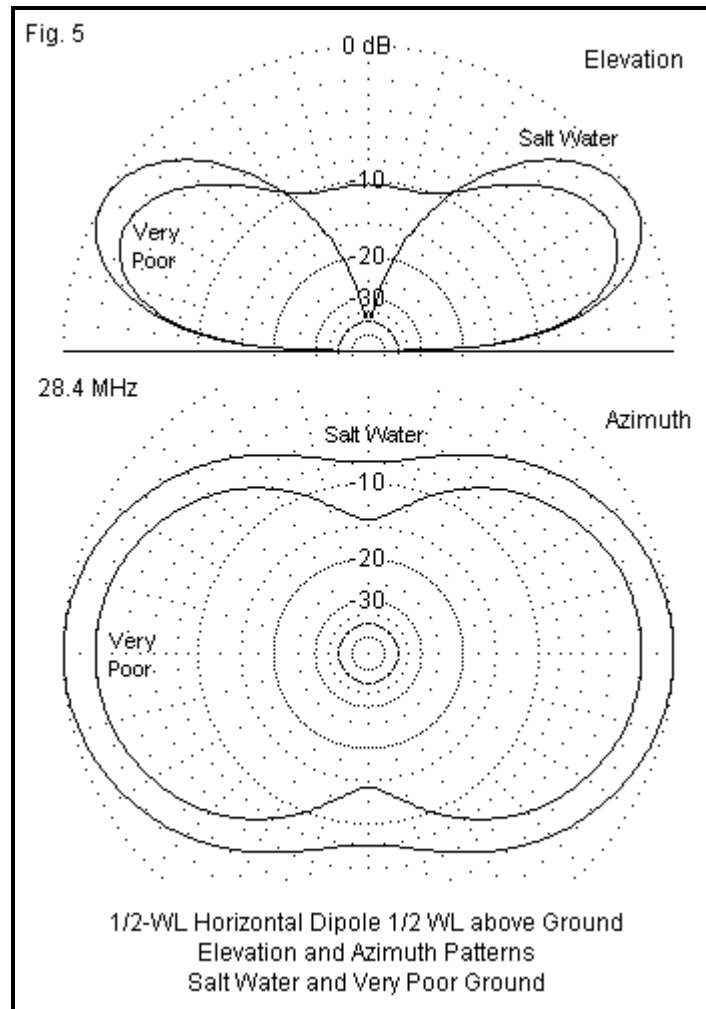 Fig. 5
0 dB
Elevation
Salt Water
-10
Very
Poor
-20
-30
28.4 MHz
Azimuth
Salt Water
-10
-20
-30
Very
Poor
1/2-WL Horizontal Dipole 1/2 WL above Ground
Elevation and Azimuth Patterns
Salt Water and Very Poor Ground